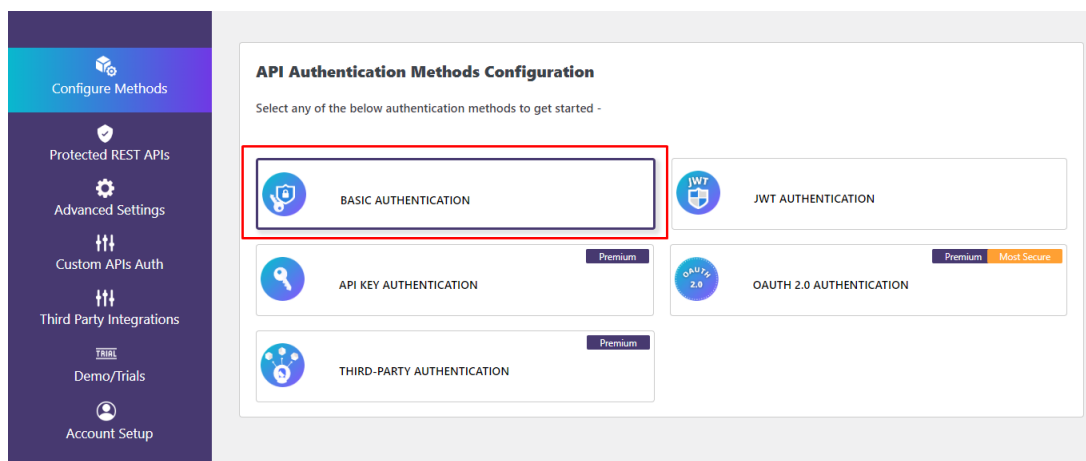 Configure Methods
Protected REST APIs
Advanced Settings
Custom APIs Auth
Third Party Integrations
TRIAL
Demo/Trials
Account Setup
API Authentication Methods Configuration
Select any of the below authentication methods to get started -
BASIC AUTHENTICATION
JWT
JWT AUTHENTICATION
Premium
API KEY AUTHENTICATION
Premium Most Secure
OAUTH 2.0
OAUTH 2.0 AUTHENTICATION
Premium
THIRD-PARTY AUTHENTICATION